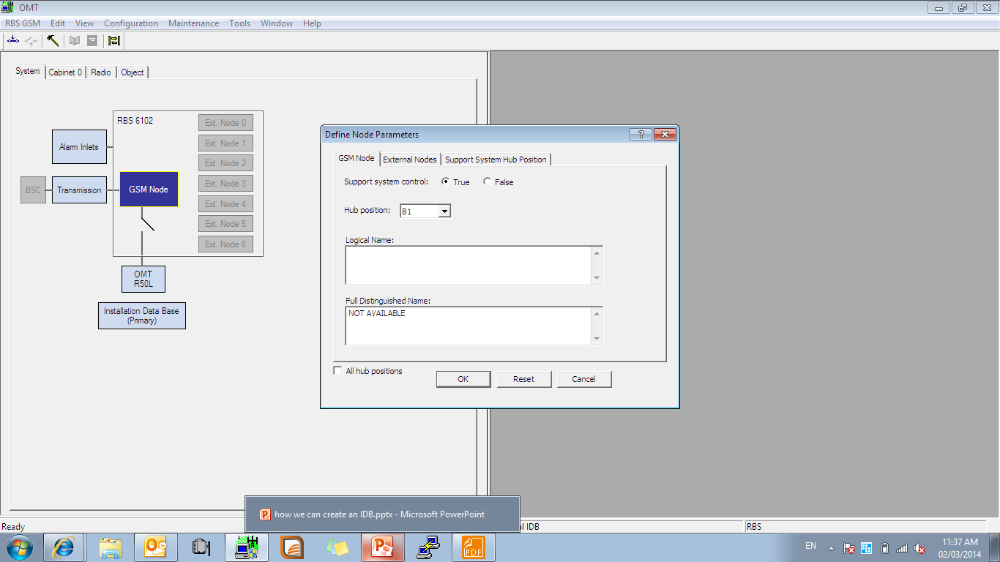 OMT
RBS GSM Edit View Configuration Maintenance Tools Window Help
System Cabinet 0 Radio Object
RBS 6102
Ext. Node 0
Alarm Inlets
Ext. Node 1
Ext. Node 2
BSC Transmission GSM Node
Ext. Node 3
Ext. Node 4
Ext. Node 5
Ext. Node 6
OMT
R50L
Installation Data Base
(Primary)
Define Node Parameters
?
GSM Node External Nodes Support System Hub Position
Support system control: True False
Hub position: B1
Logical Name:
Full Distinguished Name:
NOT AVAILABLE
All hub positions
OK Reset Cancel
how we can create an IDB.pptx - Microsoft PowerPoint
Ready IDB RBS
PDF
EN
11:37 AM
02/03/2014